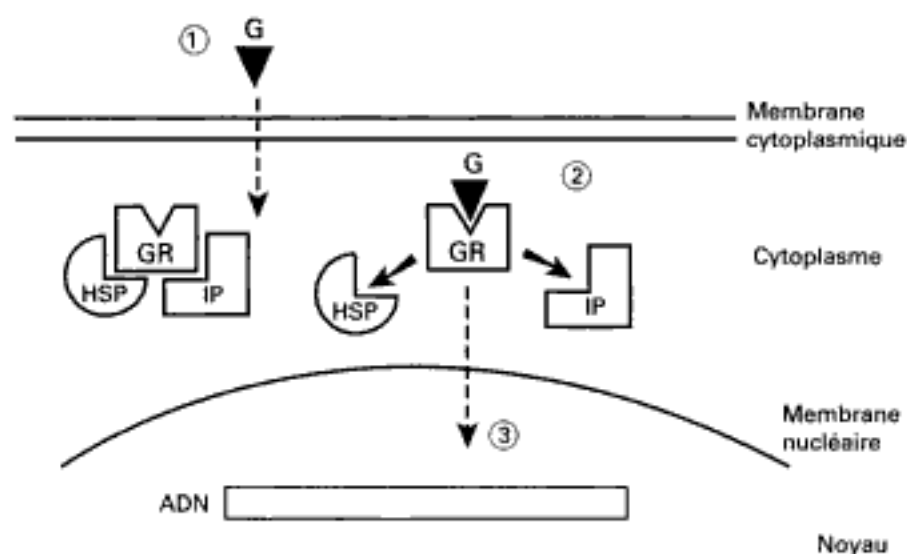 ① G
Membrane
cytoplasmique
G ②
GR GR
HSP IP
HSP IP
Cytoplasme
Membrane
nucléaire
③
ADN
Noyau